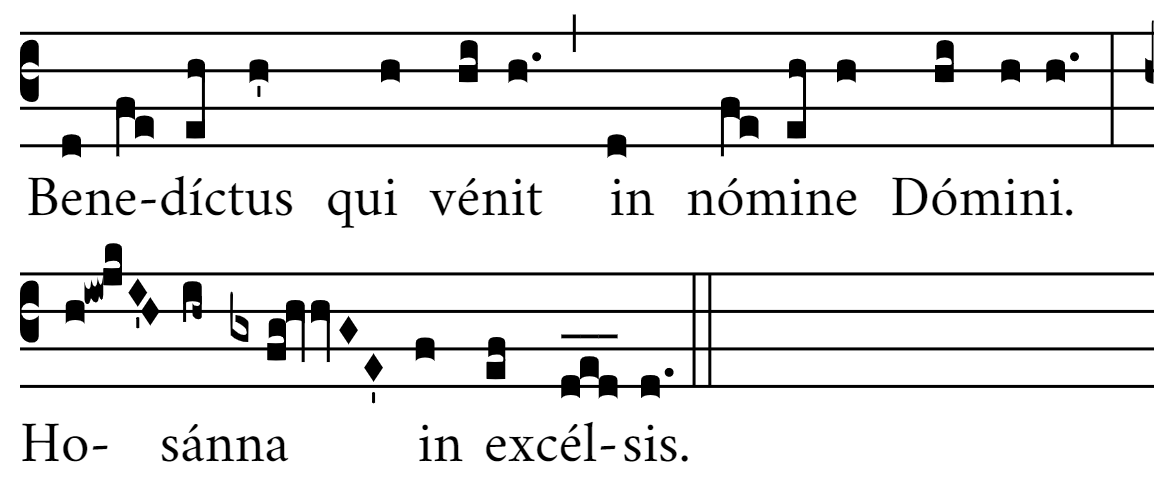 Bene-díctus qui vénit in nómine Dómini.
Ho- sánna in excél-sis.